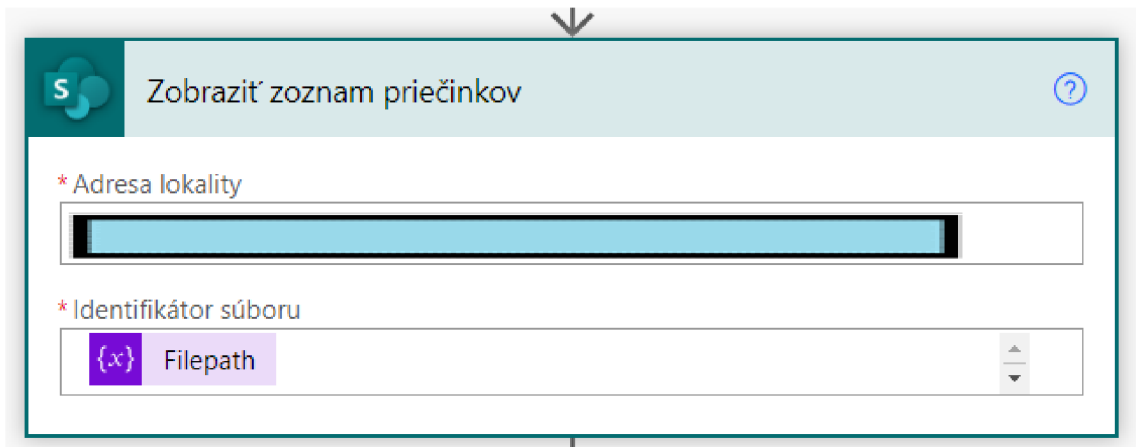 S
Zobraziť zoznam priečinkov
?
* Adresa lokality
* Identifikátor súboru
{x} Filepath